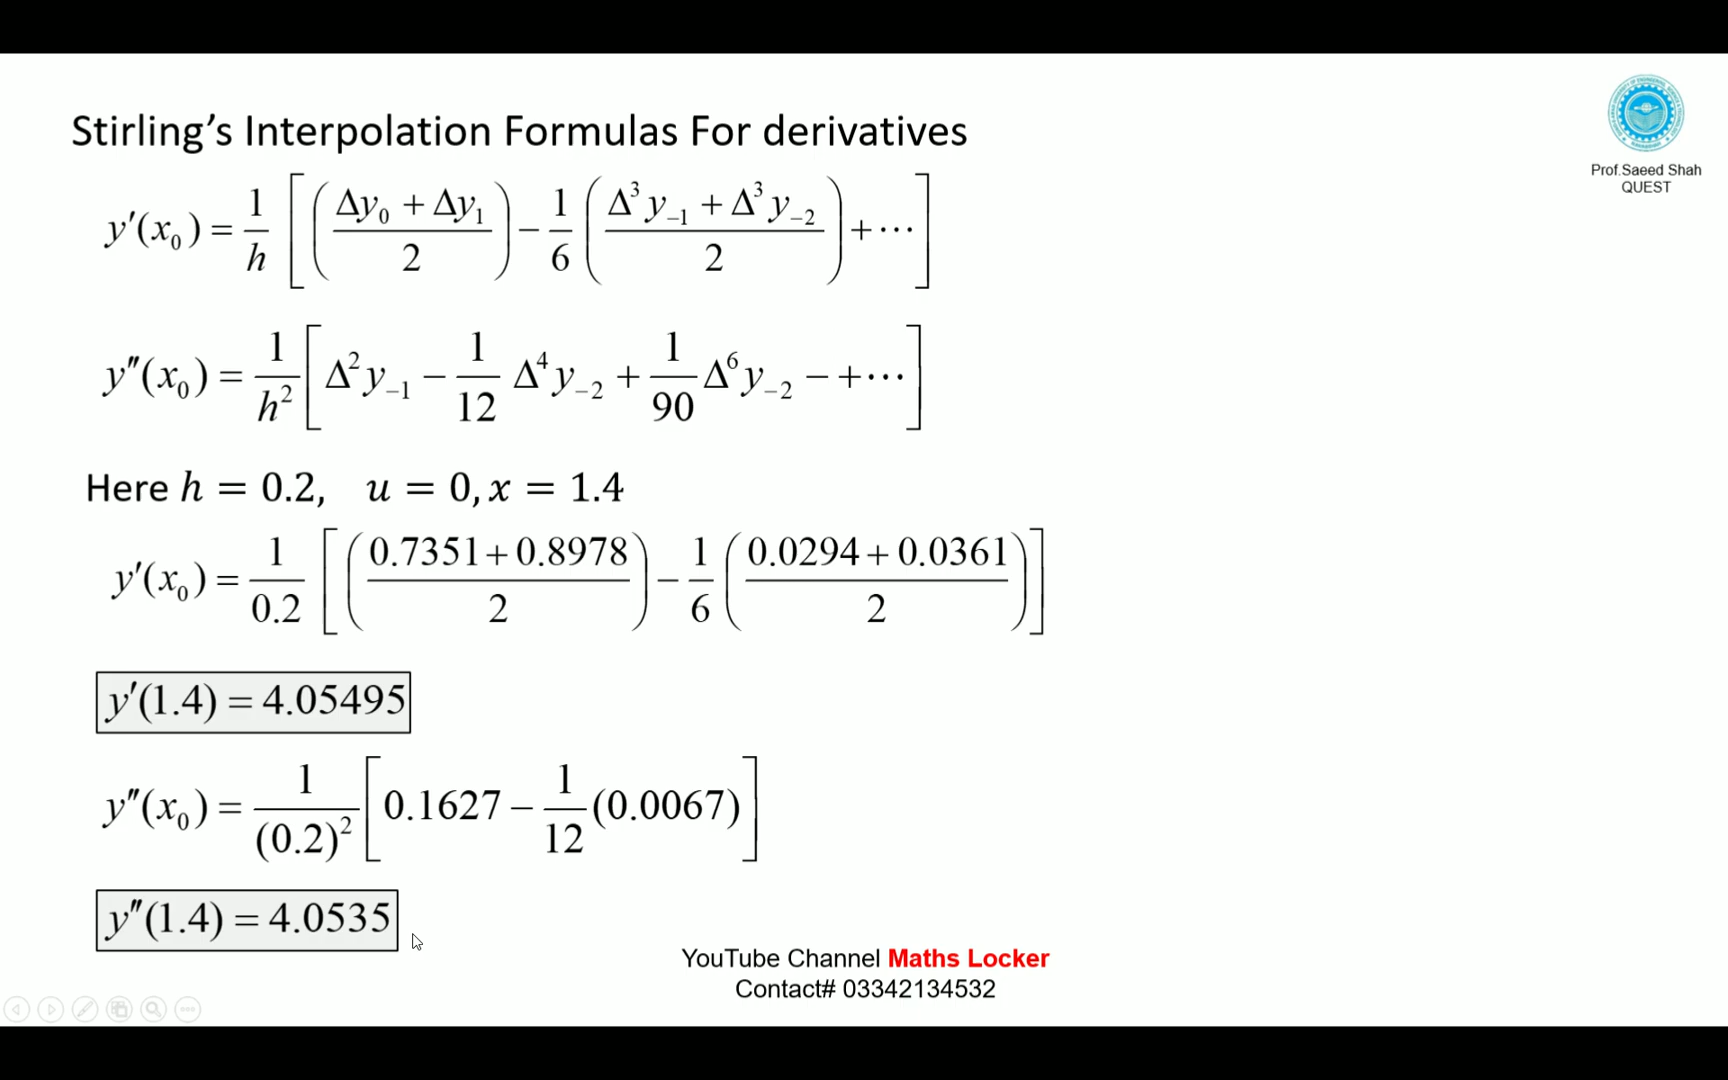 Stirling’s Interpolation Formulas For derivatives
Prof.Saeed Shah
QUEST
y′(x₀) = 1/h [ ( (Δy₀ + Δy₁)/2 ) − 1/6 ( (Δ³y₋₁ + Δ³y₋₂)/2 ) + ⋯ ]
y″(x₀) = 1/h² [ Δ²y₋₁ − 1/12 Δ⁴y₋₂ + 1/90 Δ⁶y₋₂ − + ⋯ ]
Here h = 0.2, u = 0, x = 1.4
y′(x₀) = 1/0.2 [ ( (0.7351 + 0.8978)/2 ) − 1/6 ( (0.0294 + 0.0361)/2 ) ]
y′(1.4) = 4.05495
y″(x₀) = 1/(0.2)² [ 0.1627 − 1/12 (0.0067) ]
y″(1.4) = 4.0535
YouTube Channel Maths Locker
Contact# 03342134532